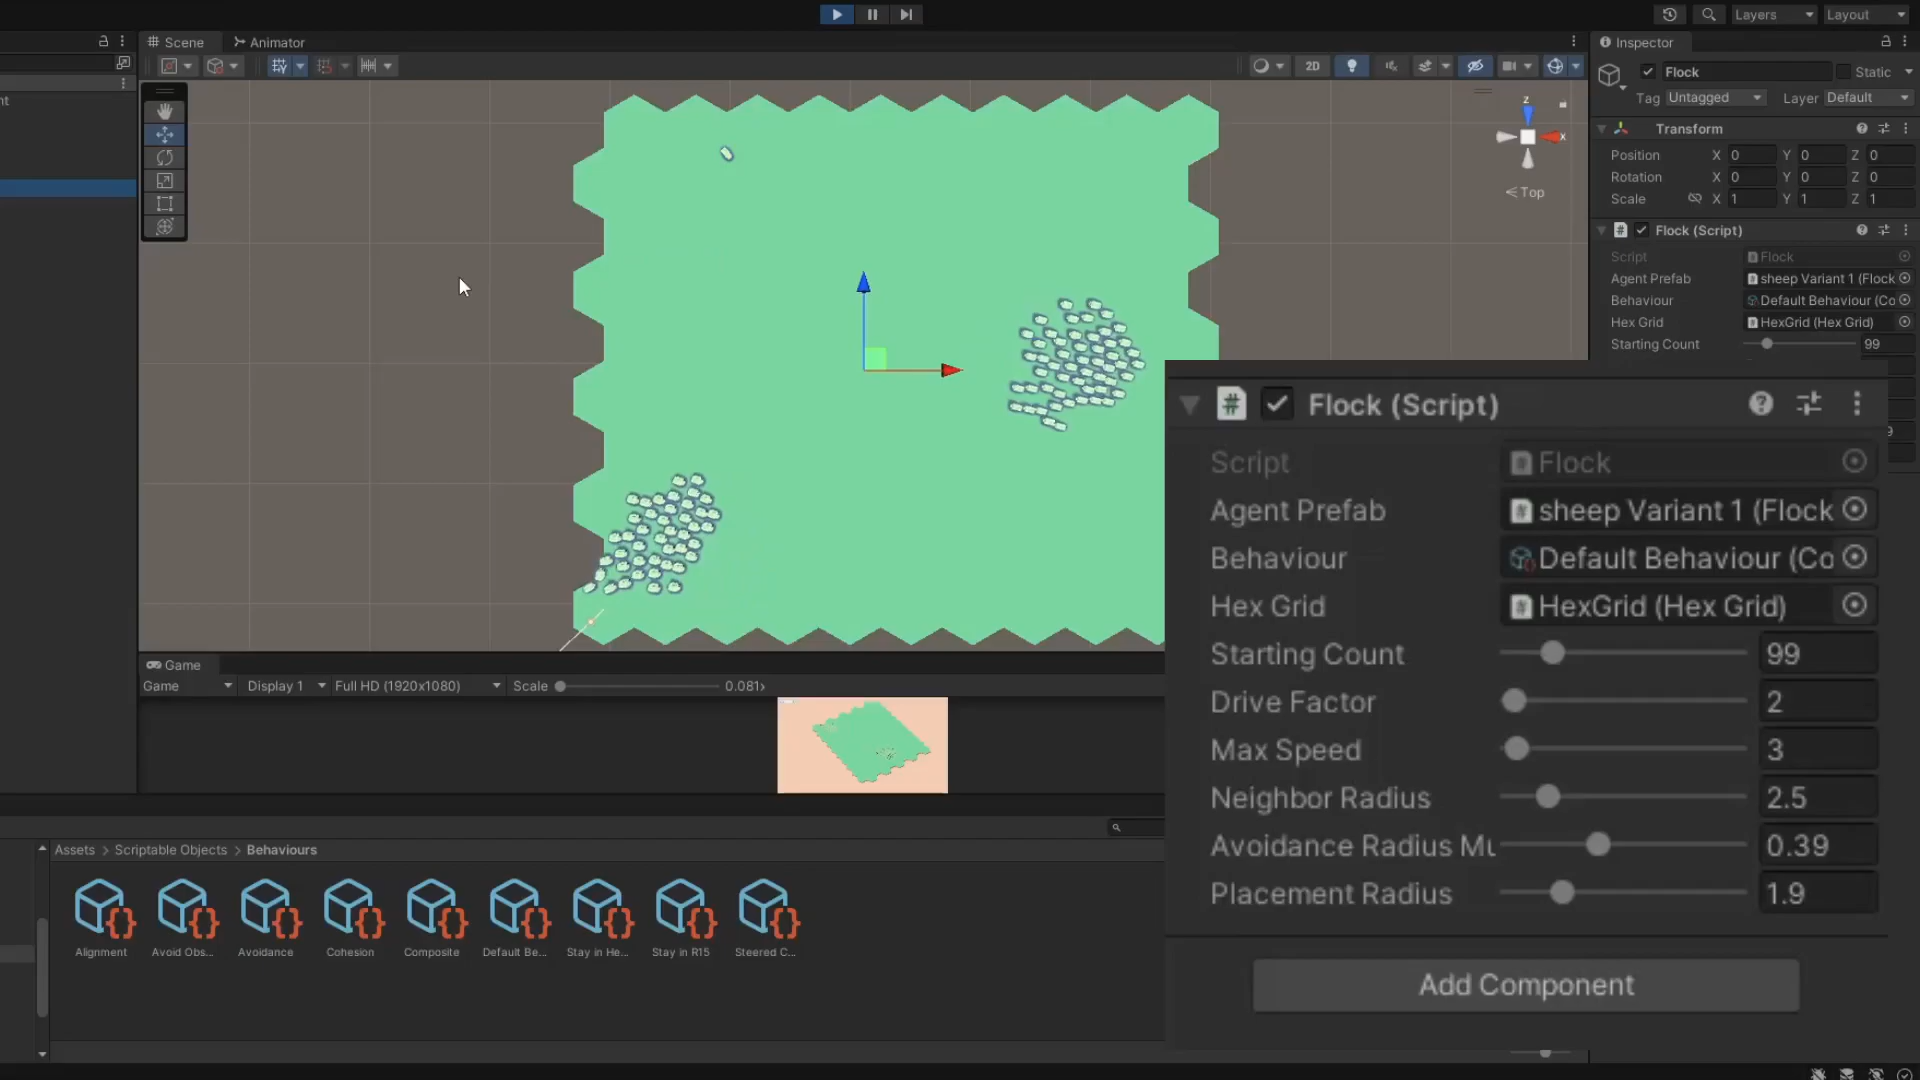 Layers
Layout
Scene
Animator
Inspector
2D
nt
Flock
Static
Tag Untagged
Layer Default
Transform
Position X 0 Y 0 Z 0
Rotation X 0 Y 0 Z 0
Scale X 1 Y 1 Z 1
z
x
Top
Flock (Script)
Script Flock
Agent Prefab sheep Variant 1 (Flock
Behaviour Default Behaviour (Co
Hex Grid HexGrid (Hex Grid)
Starting Count 99
9
Flock (Script)
Script Flock
Agent Prefab sheep Variant 1 (Flock
Behaviour Default Behaviour (Co
Hex Grid HexGrid (Hex Grid)
Starting Count 99
Drive Factor 2
Max Speed 3
Neighbor Radius 2.5
Avoidance Radius Mu 0.39
Placement Radius 1.9
Add Component
Game
Game Display 1 Full HD (1920x1080) Scale 0.081x
Assets > Scriptable Objects > Behaviours
Alignment
Avoid Obs...
Avoidance
Cohesion
Composite
Default Be...
Stay in He...
Stay in R15
Steered C...